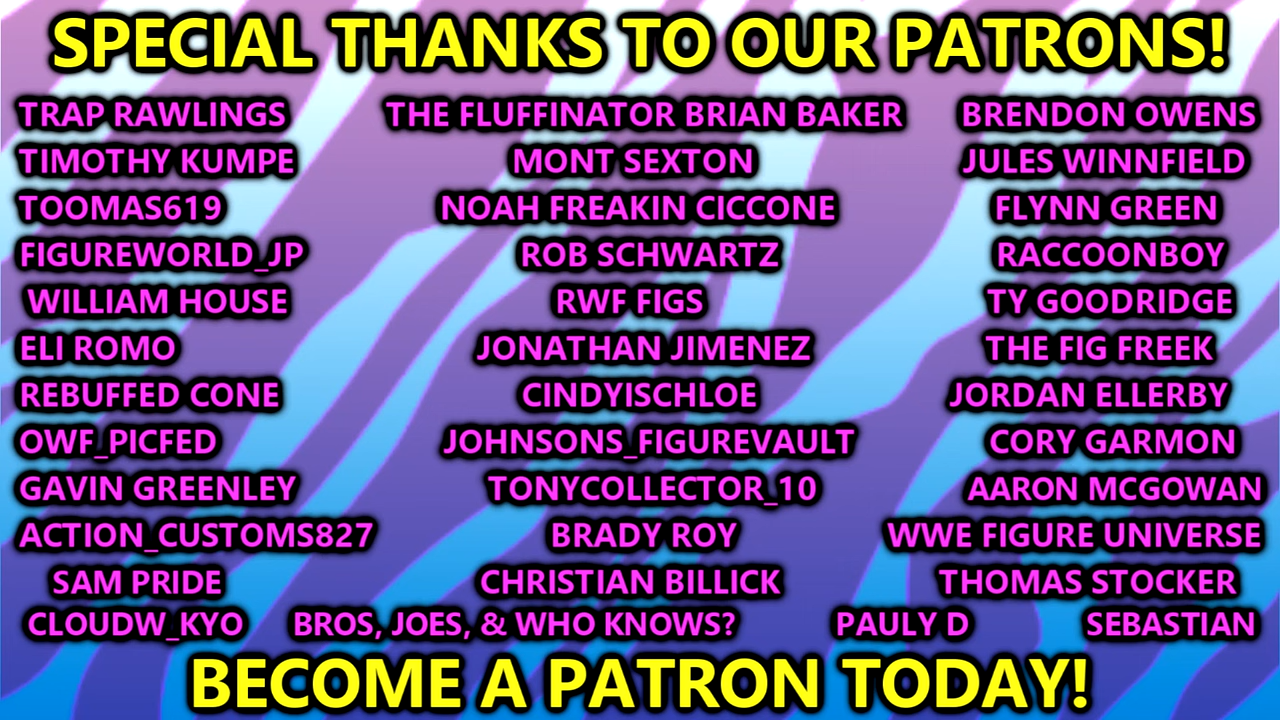 SPECIAL THANKS TO OUR PATRONS!
TRAP RAWLINGS THE FLUFFINATOR BRIAN BAKER BRENDON OWENS
TIMOTHY KUMPE MONT SEXTON JULES WINNFIELD
TOOMAS619 NOAH FREAKIN CICCONE FLYNN GREEN
FIGUREWORLD_JP ROB SCHWARTZ RACCOONBOY
WILLIAM HOUSE RWF FIGS TY GOODRIDGE
ELI ROMO JONATHAN JIMENEZ THE FIG FREEK
REBUFFED CONE CINDYISCHLOE JORDAN ELLERBY
OWF_PICFED JOHNSONS_FIGUREVAULT CORY GARMON
GAVIN GREENLEY TONYCOLLECTOR_10 AARON MCGOWAN
ACTION_CUSTOMS827 BRADY ROY WWE FIGURE UNIVERSE
SAM PRIDE CHRISTIAN BILLICK THOMAS STOCKER
CLOUDW_KYO BROS, JOES, & WHO KNOWS? PAULY D SEBASTIAN
BECOME A PATRON TODAY!